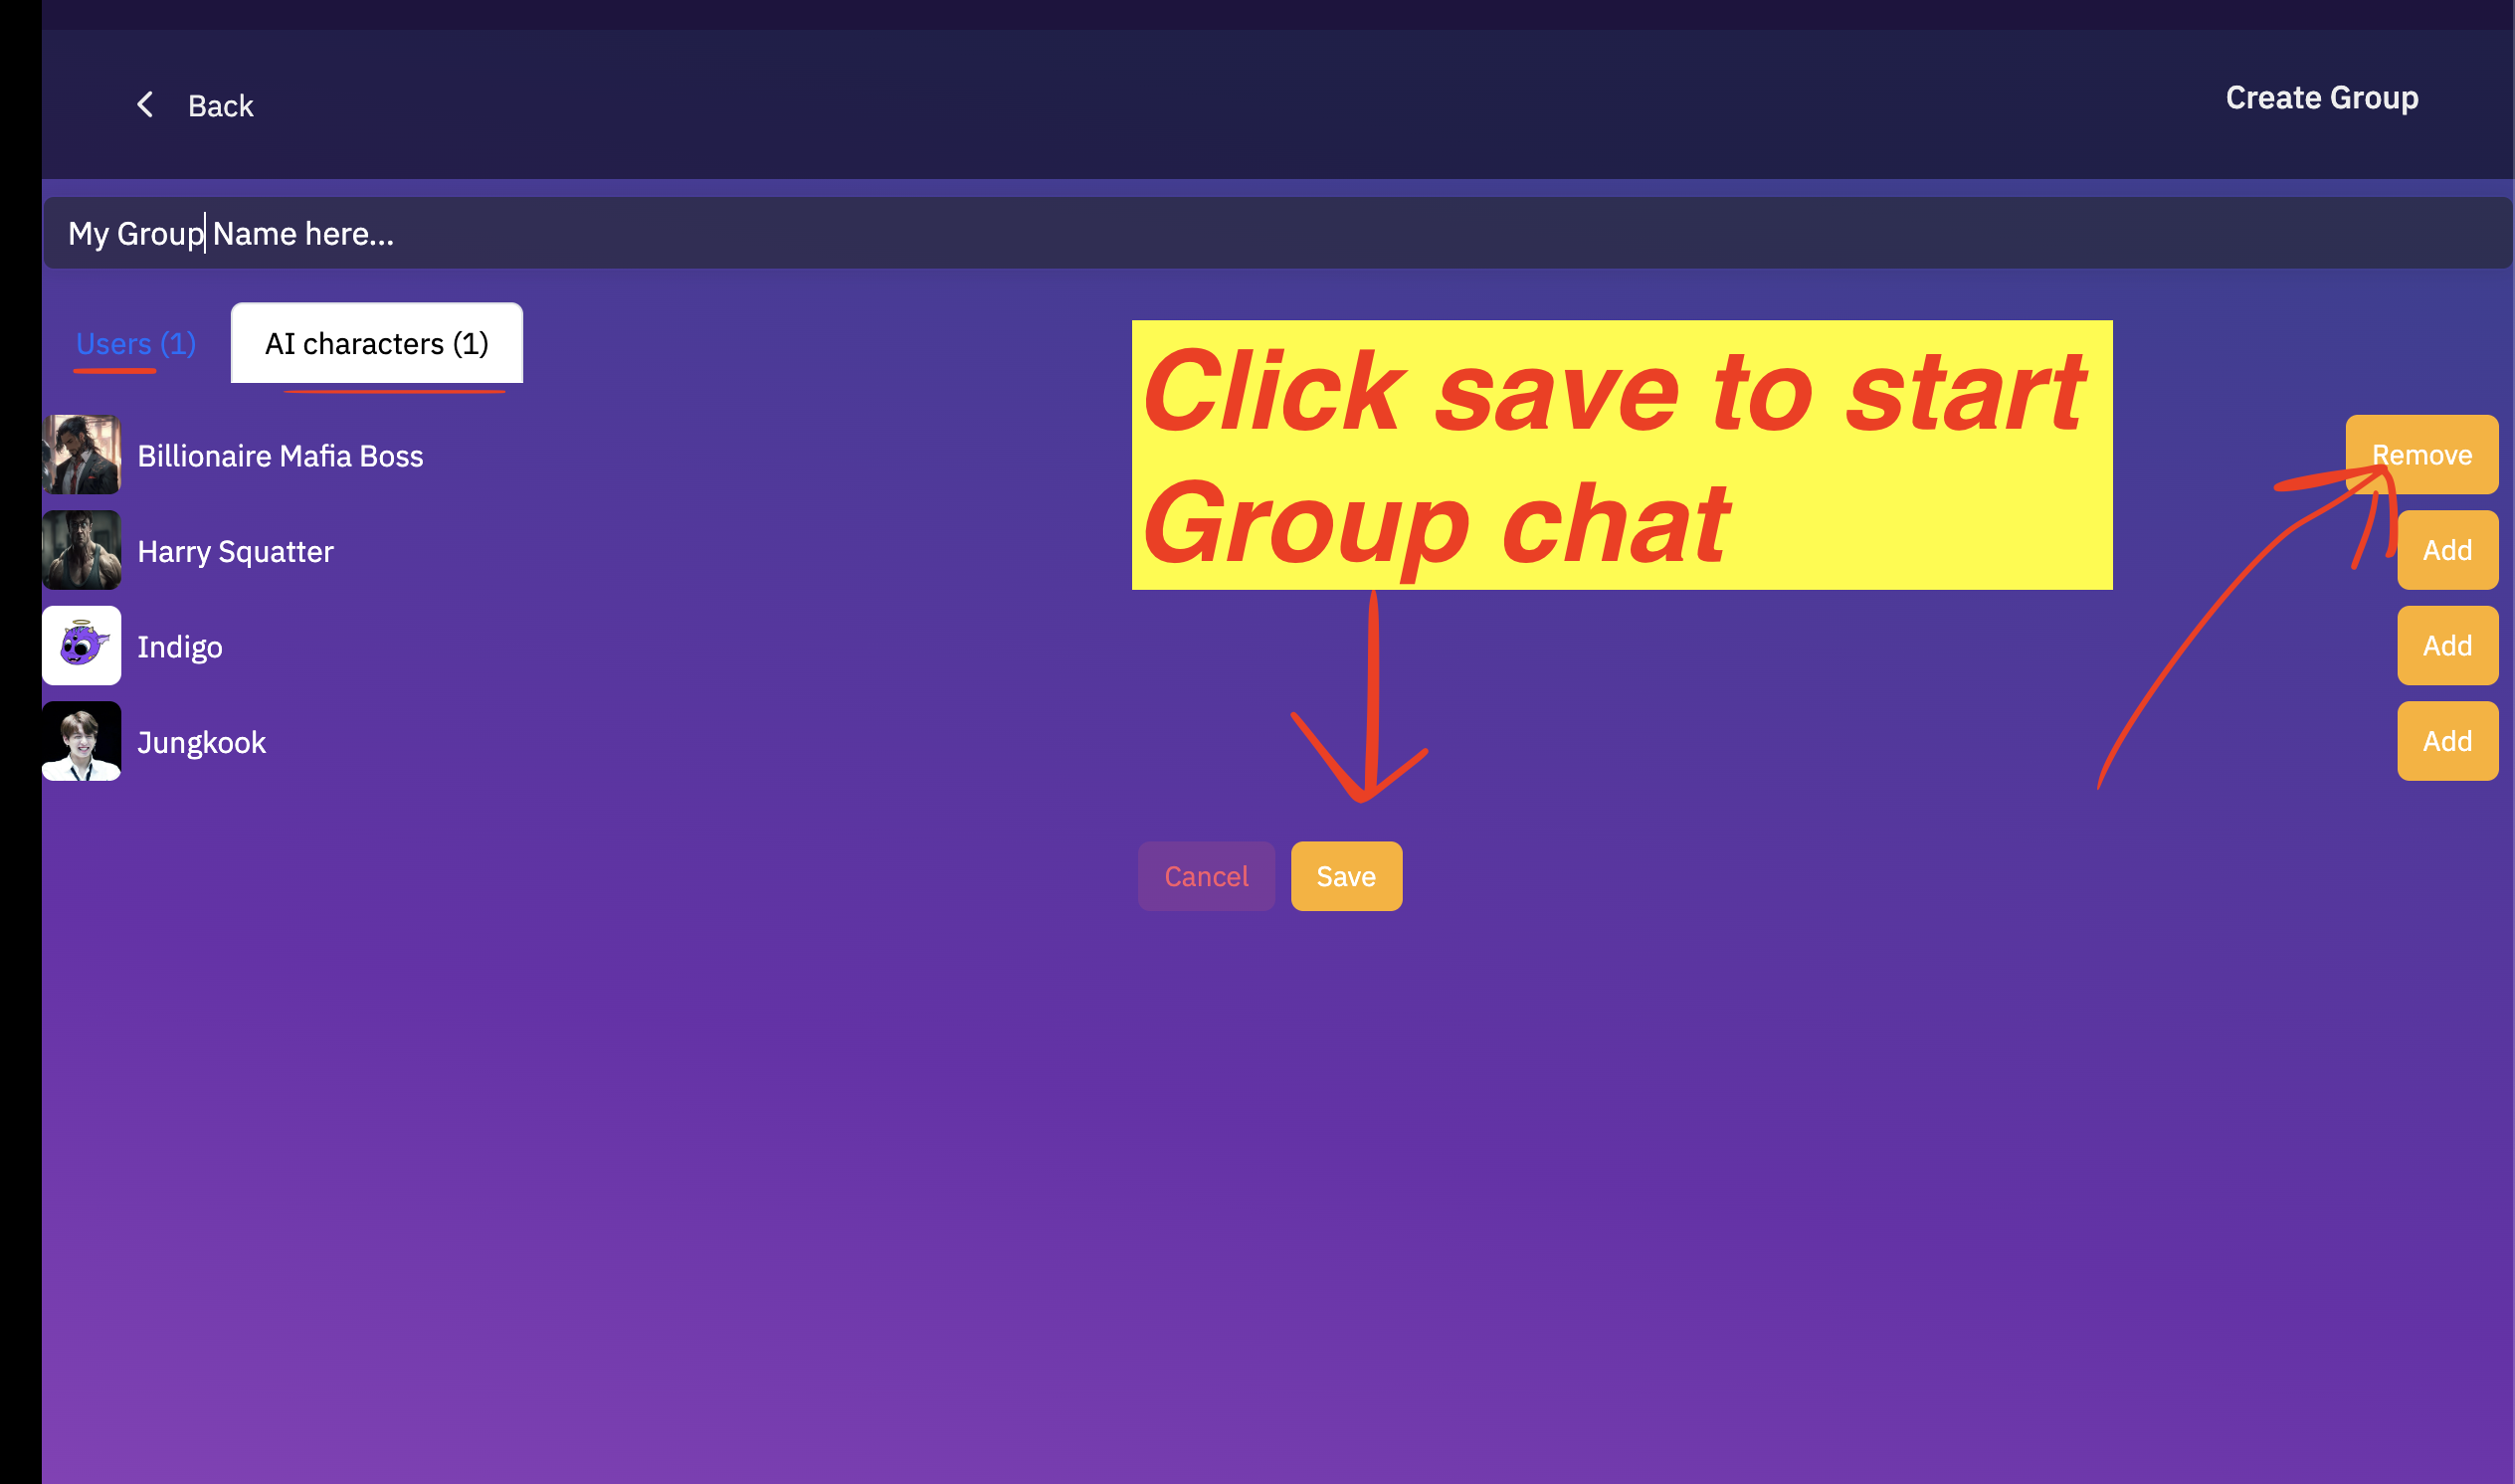 Back
Create Group
My Group Name here...
Users (1)
AI characters (1)
Click save to start
Group chat
Billionaire Mafia Boss
Remove
Harry Squatter
Add
Indigo
Add
Jungkook
Add
Cancel
Save